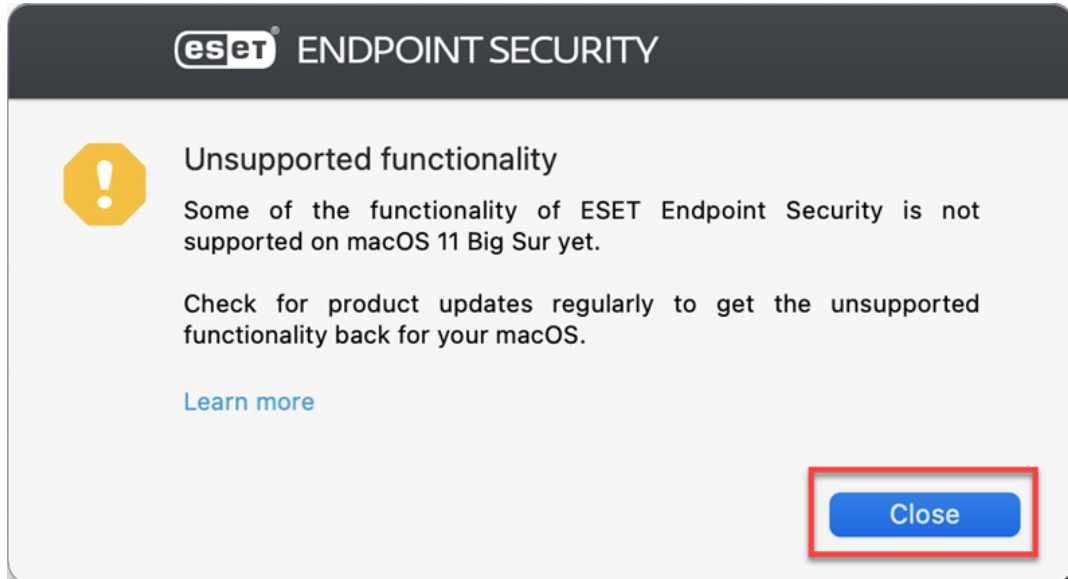 eset® ENDPOINT SECURITY
Unsupported functionality
Some of the functionality of ESET Endpoint Security is not
supported on macOS 11 Big Sur yet.
Check for product updates regularly to get the unsupported
functionality back for your macOS.
Learn more
Close